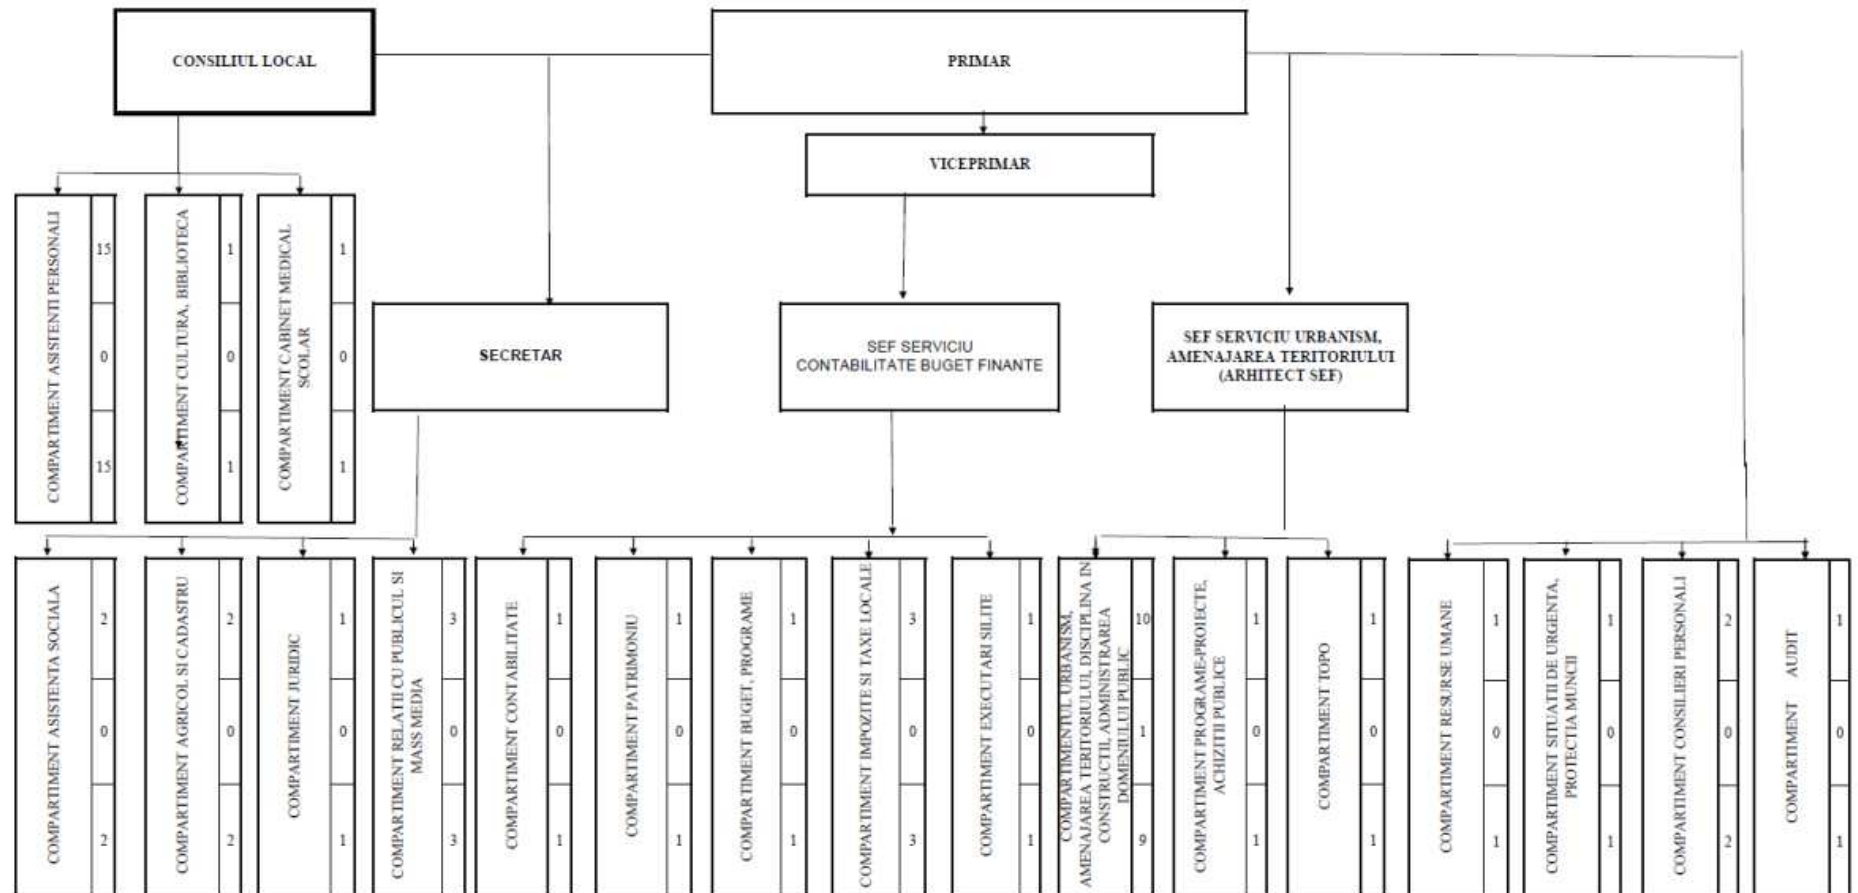 CONSILIUL LOCAL
PRIMAR
VICEPRIMAR
COMPARTIMENT ASISTENTI PERSONALI
15
0
15
COMPARTIMENT CULTURA, BIBLIOTECA
1
0
1
COMPARTIMENT CABINET MEDICAL
SCOLAR
1
0
1
SECRETAR
SEF SERVICIU
CONTABILITATE BUGET FINANTE
SEF SERVICIU URBANISM,
AMENAJAREA TERITORIULUI
(ARHITECT SEF)
COMPARTIMENT ASISTENTA SOCIALA
2
0
2
COMPARTIMENT AGRICOL SI CADASTRU
2
0
2
COMPARTIMENT JURIDIC
1
0
1
COMPARTIMENT RELATII CU PUBLICUL SI
MASS MEDIA
3
0
3
COMPARTIMENT CONTABILITATE
1
0
1
COMPARTIMENT PATRIMONIU
1
0
1
COMPARTIMENT BUGET, PROGRAME
1
0
1
COMPARTIMENT IMPOZITE SI TAXE LOCALE
3
0
3
COMPARTIMENT EXECUTARI SILITE
1
0
1
COMPARTIMENTUL URBANISM,
AMENAJAREA TERITORIULUI, DISCIPLINA IN
CONSTRUCTII, ADMINISTRAREA
DOMENIULUI PUBLIC
10
1
9
COMPARTIMENT PROGRAME-PROIECTE,
ACHIZITII PUBLICE
1
0
1
COMPARTIMENT TOPO
1
0
1
COMPARTIMENT RESURSE UMANE
1
0
1
COMPARTIMENT SITUATII DE URGENTA,
PROTECTIA MUNCII
1
0
1
COMPARTIMENT CONSILIERI PERSONALI
2
0
2
COMPARTIMENT AUDIT
1
0
1